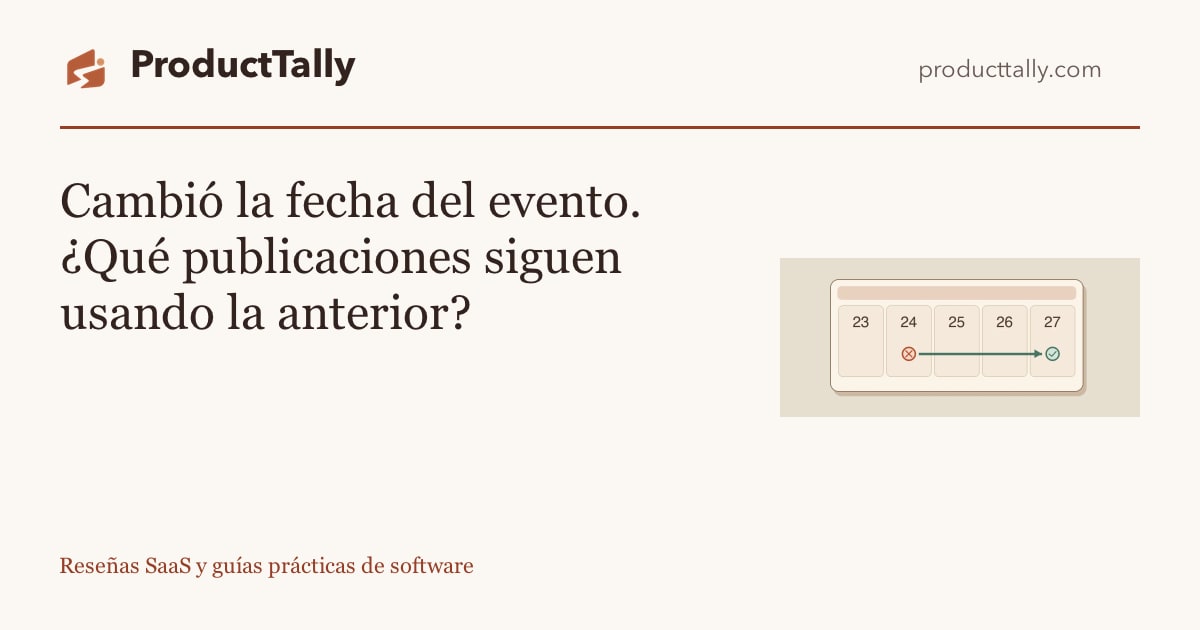 ProductTally
producttally.com
Cambió la fecha del evento.
¿Qué publicaciones siguen
usando la anterior?
23 24 25 26 27
Reseñas SaaS y guías prácticas de software